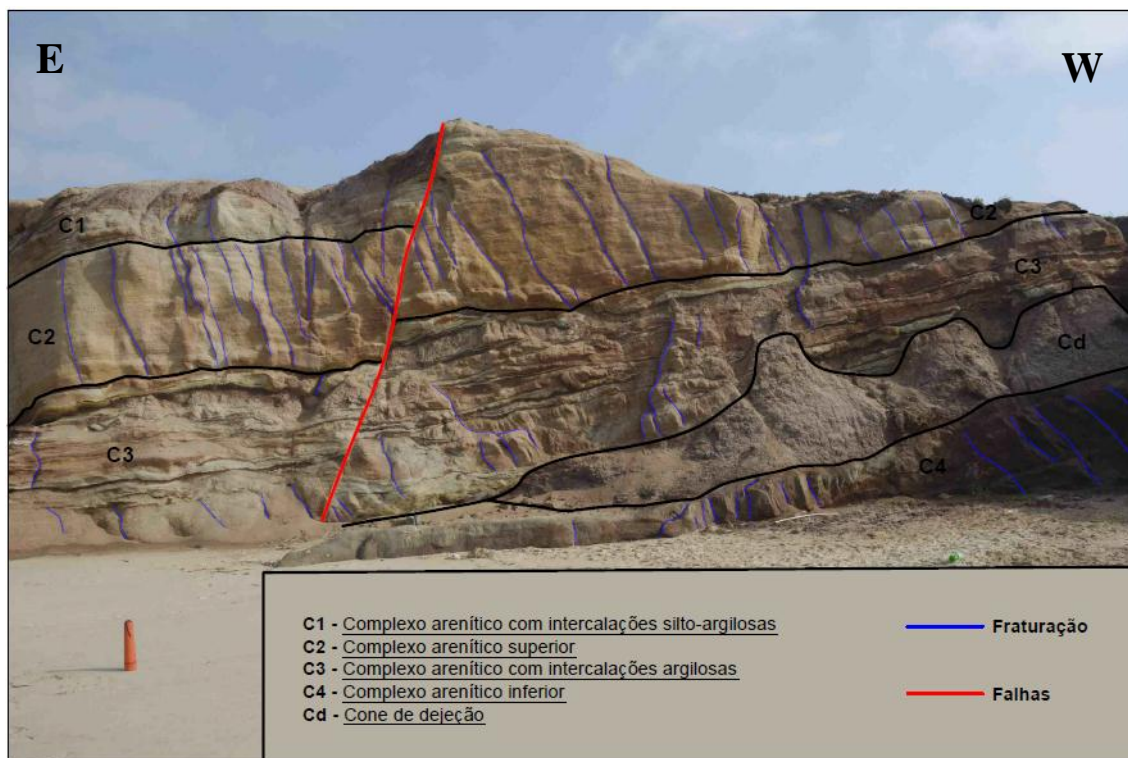 E
W
C1
C2
C2
C3
C3
Cd
C4
C1 - Complexo arenítico com intercalações silto-argilosas
C2 - Complexo arenítico superior
C3 - Complexo arenítico com intercalações argilosas
C4 - Complexo arenítico inferior
Cd - Cone de dejeção
Fraturação
Falhas